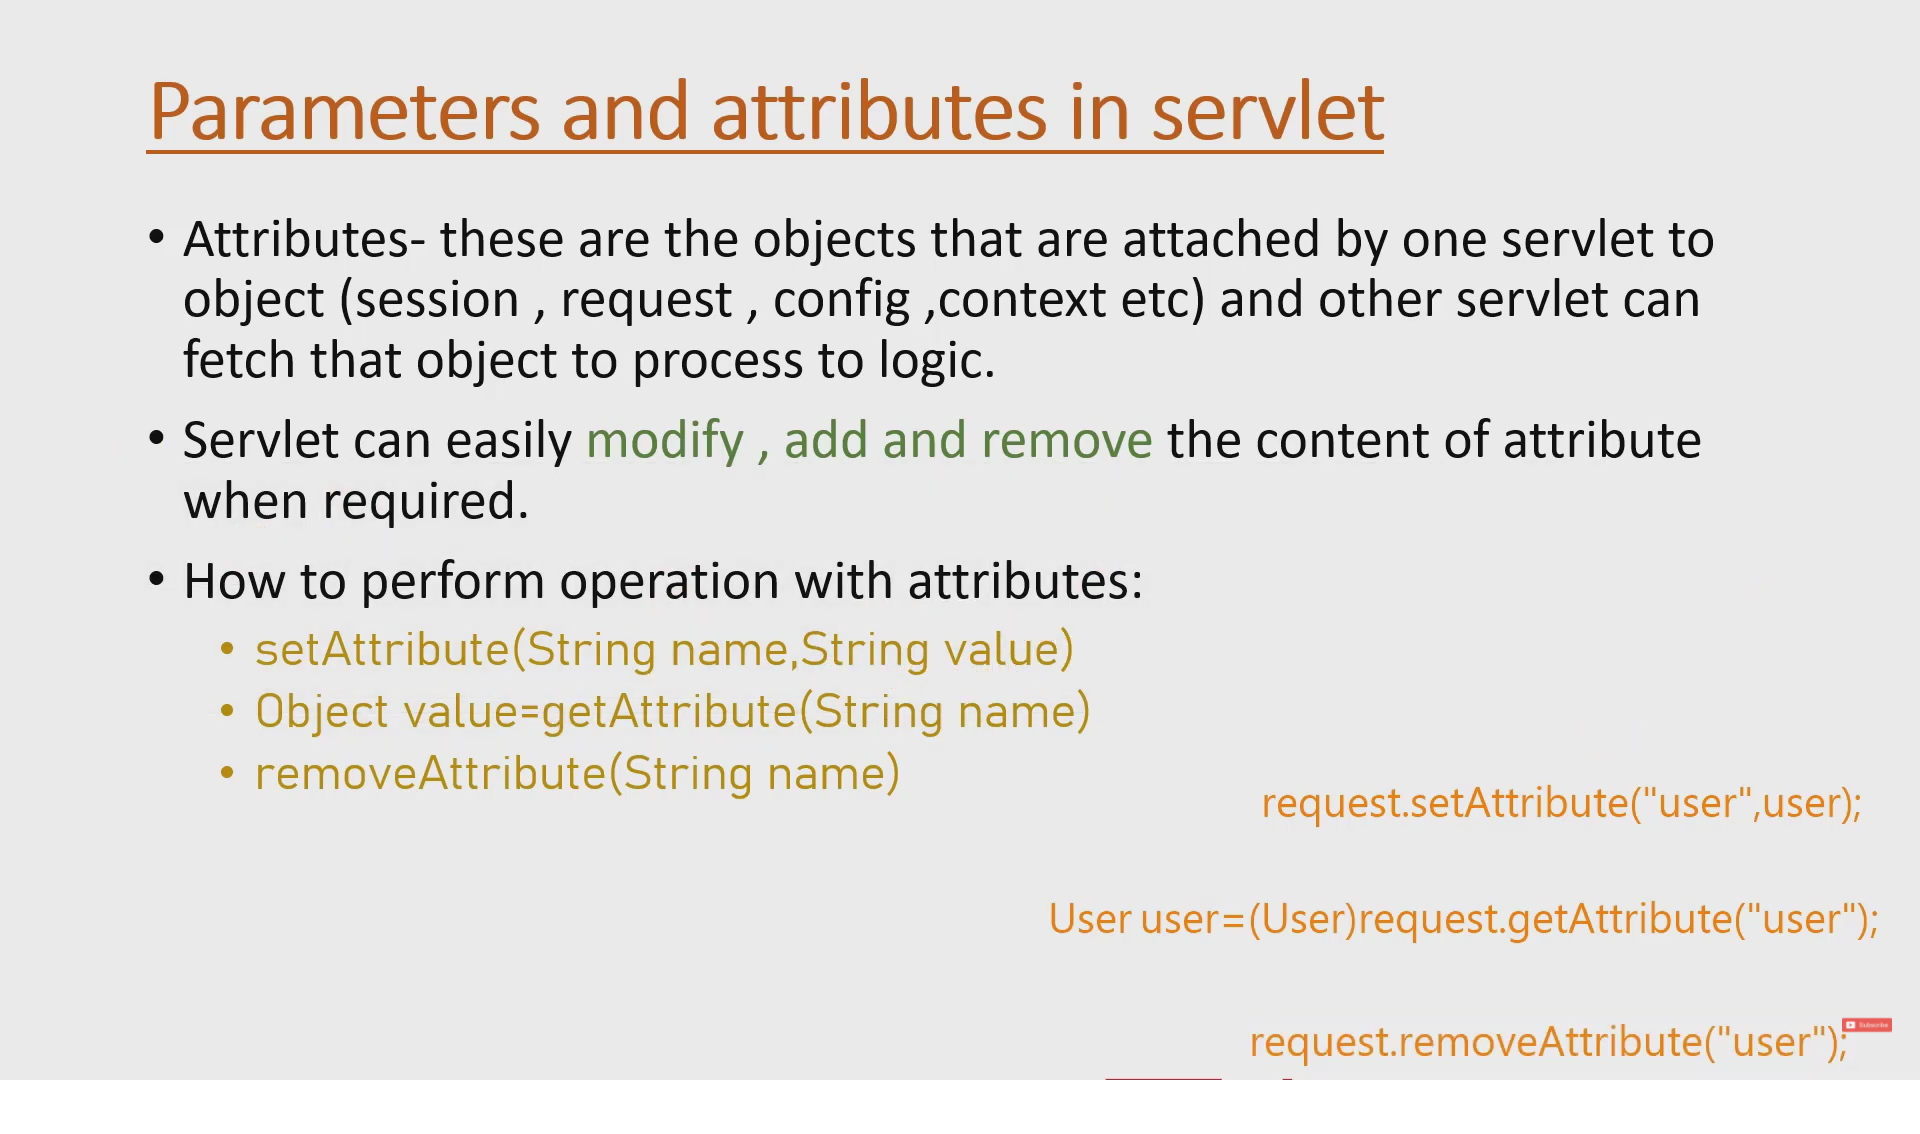 Parameters and attributes in servlet
• Attributes- these are the objects that are attached by one servlet to
object (session , request , config ,context etc) and other servlet can
fetch that object to process to logic.
• Servlet can easily modify , add and remove the content of attribute
when required.
• How to perform operation with attributes:
• setAttribute(String name,String value)
• Object value=getAttribute(String name)
• removeAttribute(String name)
request.setAttribute("user",user);
User user=(User)request.getAttribute("user");
request.removeAttribute("user");
Subscribe